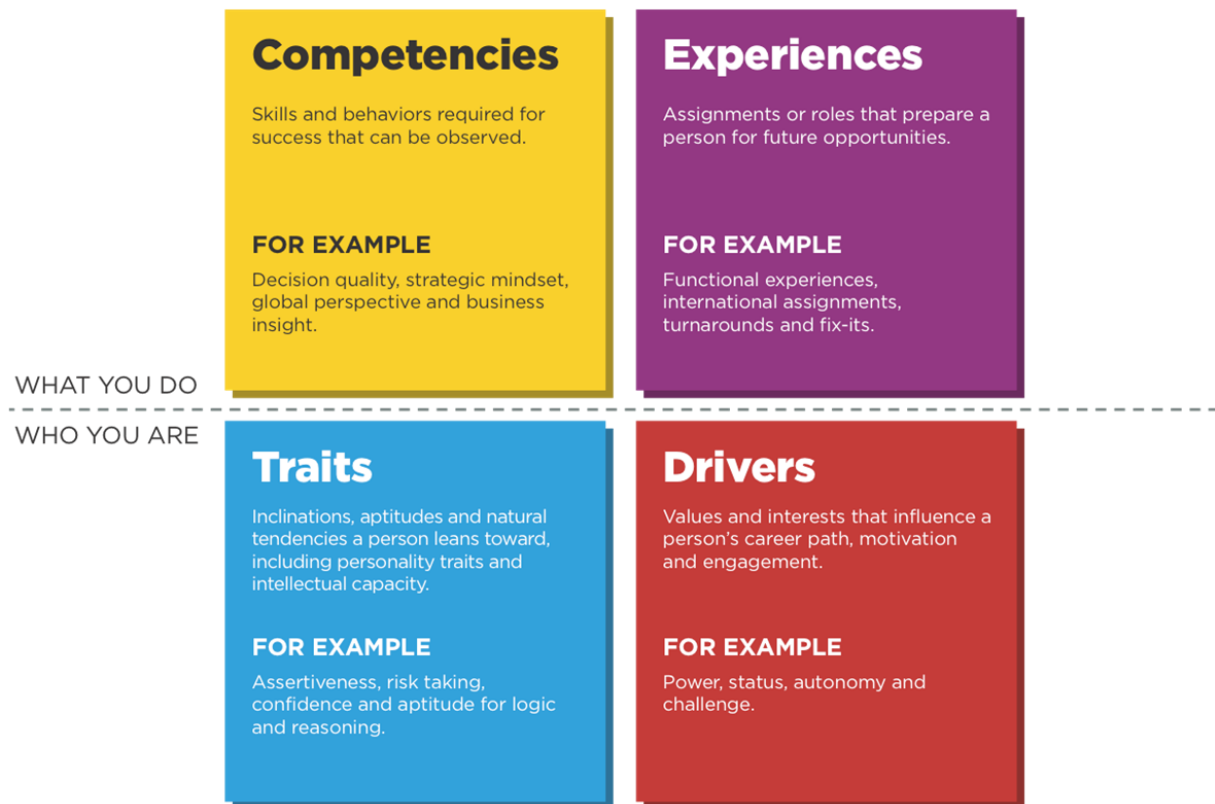 Competencies
Skills and behaviors required for
success that can be observed.
FOR EXAMPLE
Decision quality, strategic mindset,
global perspective and business
insight.
Experiences
Assignments or roles that prepare a
person for future opportunities.
FOR EXAMPLE
Functional experiences,
international assignments,
turnarounds and fix-its.
WHAT YOU DO
WHO YOU ARE
Traits
Inclinations, aptitudes and natural
tendencies a person leans toward,
including personality traits and
intellectual capacity.
FOR EXAMPLE
Assertiveness, risk taking,
confidence and aptitude for logic
and reasoning.
Drivers
Values and interests that influence a
person’s career path, motivation
and engagement.
FOR EXAMPLE
Power, status, autonomy and
challenge.